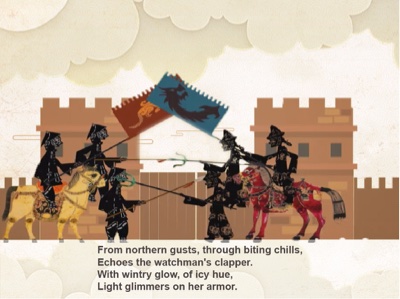 From northern gusts, through biting chills,
Echoes the watchman's clapper.
With wintry glow, of icy hue,
Light glimmers on her armor.